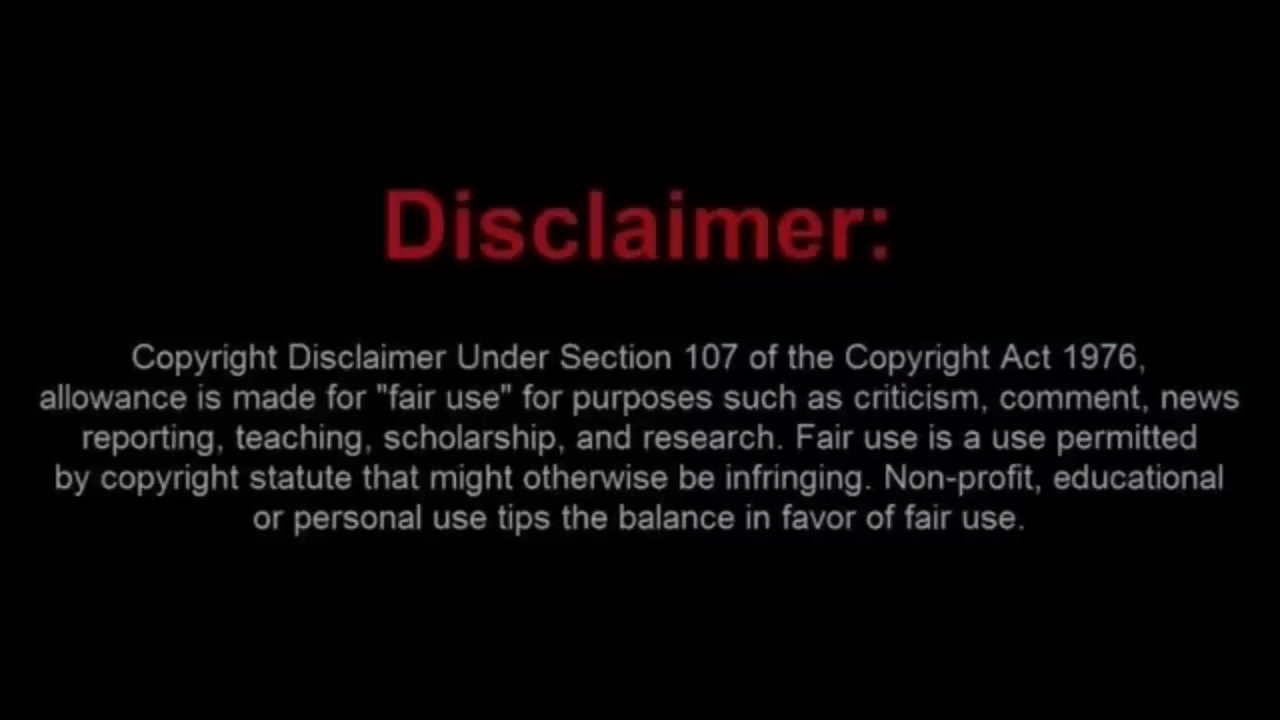 Disclaimer:
Copyright Disclaimer Under Section 107 of the Copyright Act 1976,
allowance is made for "fair use" for purposes such as criticism, comment, news
reporting, teaching, scholarship, and research. Fair use is a use permitted
by copyright statute that might otherwise be infringing. Non-profit, educational
or personal use tips the balance in favor of fair use.